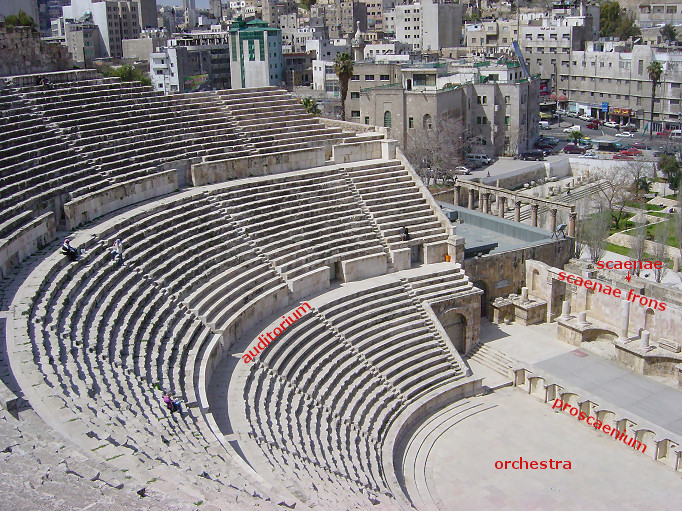 scaenae
scaenae frons
auditorium
proscaenium
orchestra